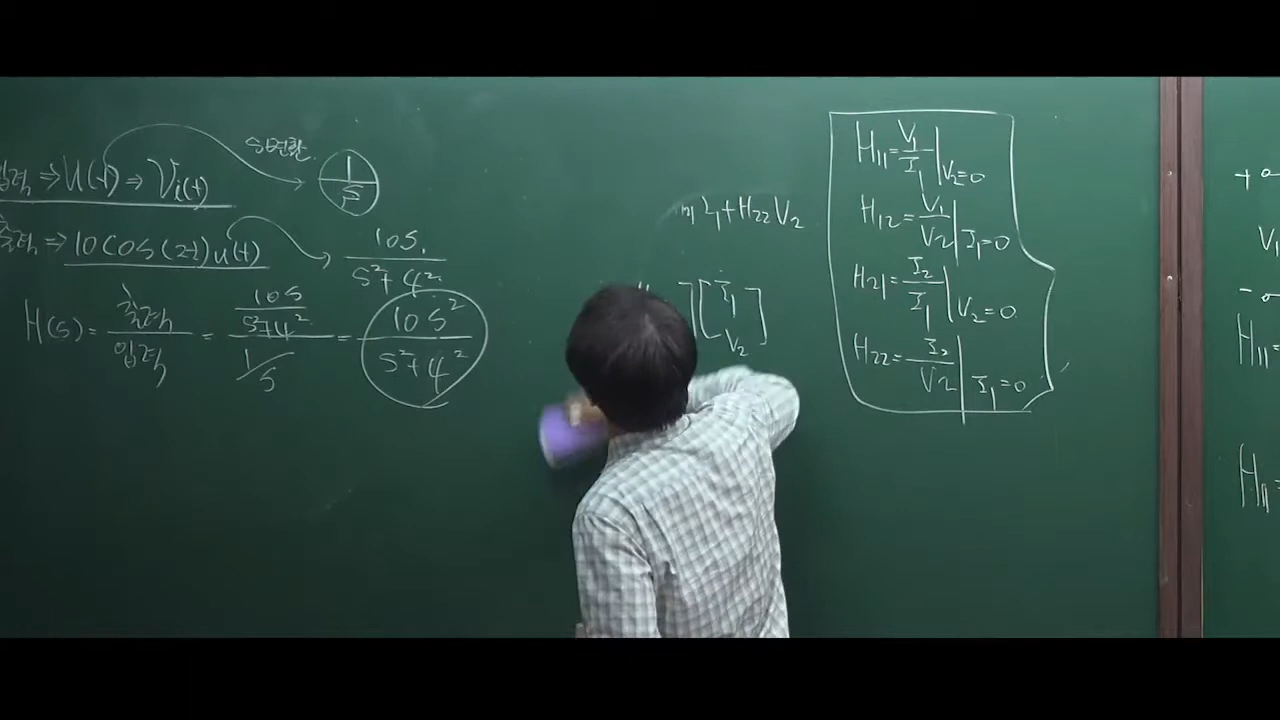 입력 ⇒ u(t) ⇒ Vi(t)
S변환
1/S
출력 ⇒ 10cos(2t)u(t)
10S / S²+4²
H(s) = 출력/입력 = (10S / S²+4²) / (1/S) = 10S² / S²+4²
I₁+H₂₂V₂
[I₁ V₂]
H₁₁ = V₁/I₁ | V₂=0
H₁₂ = V₁/V₂ | I₁=0
H₂₁ = I₂/I₁ | V₂=0
H₂₂ = I₂/V₂ | I₁=0
+
V₁
-
H₁₁=
H₁₁=